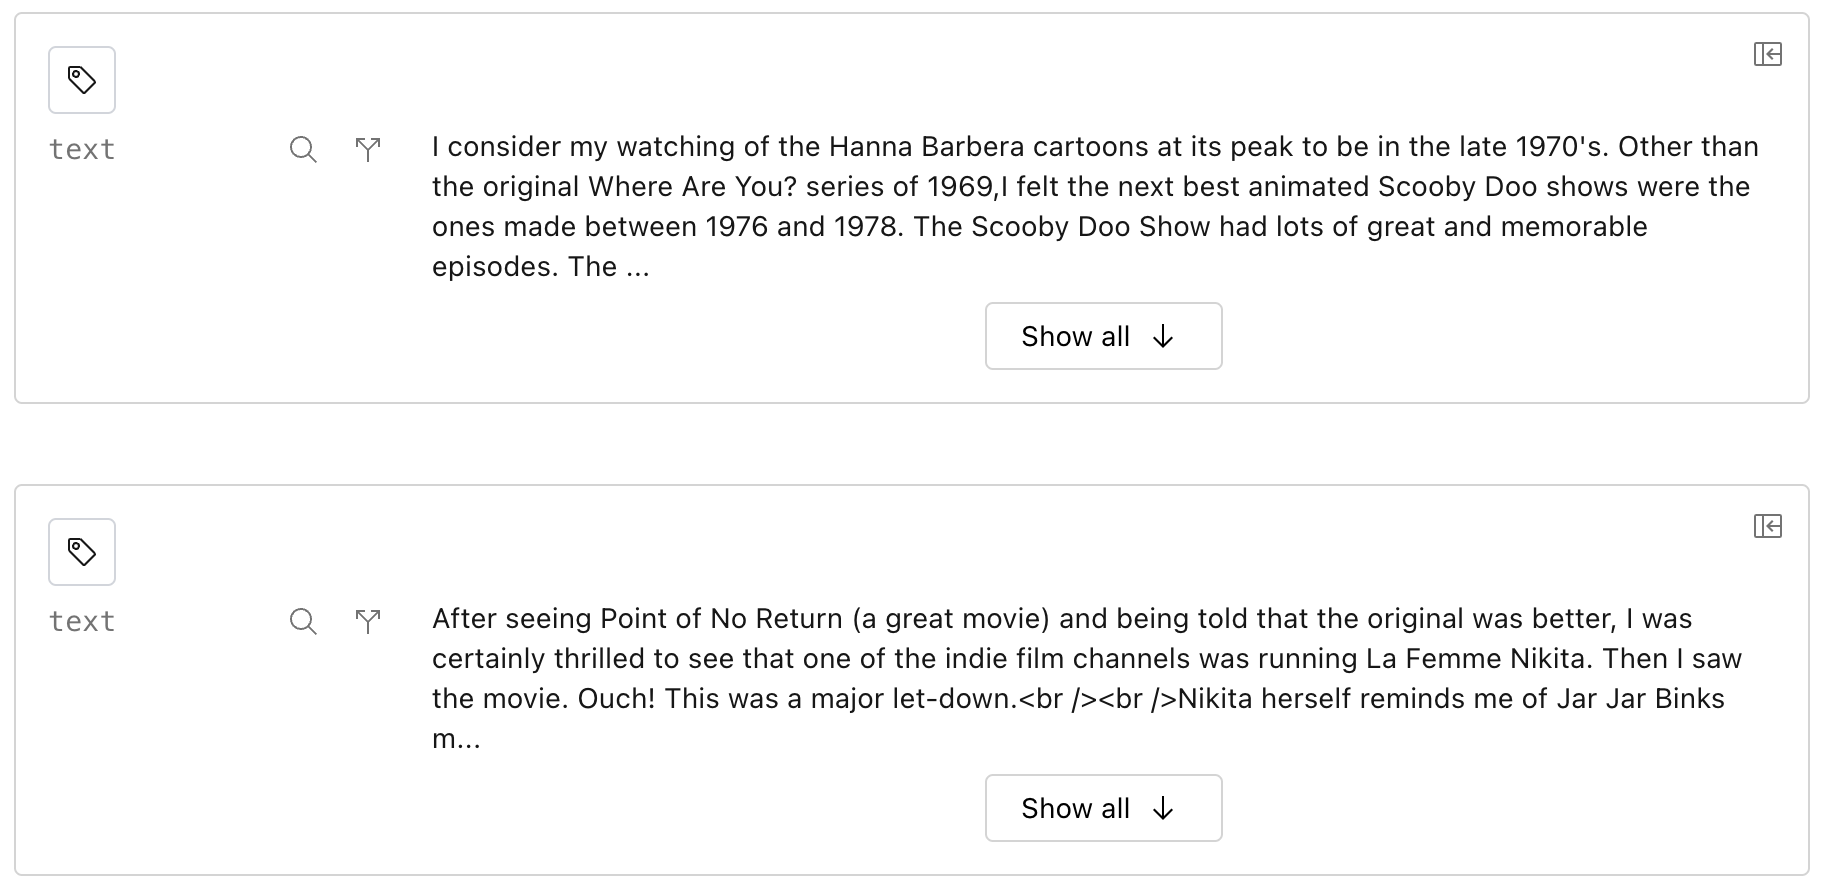 text
I consider my watching of the Hanna Barbera cartoons at its peak to be in the late 1970's. Other than
the original Where Are You? series of 1969,I felt the next best animated Scooby Doo shows were the
ones made between 1976 and 1978. The Scooby Doo Show had lots of great and memorable
episodes. The ...
Show all ↓
text
After seeing Point of No Return (a great movie) and being told that the original was better, I was
certainly thrilled to see that one of the indie film channels was running La Femme Nikita. Then I saw
the movie. Ouch! This was a major let-down.<br /><br />Nikita herself reminds me of Jar Jar Binks
m...
Show all ↓